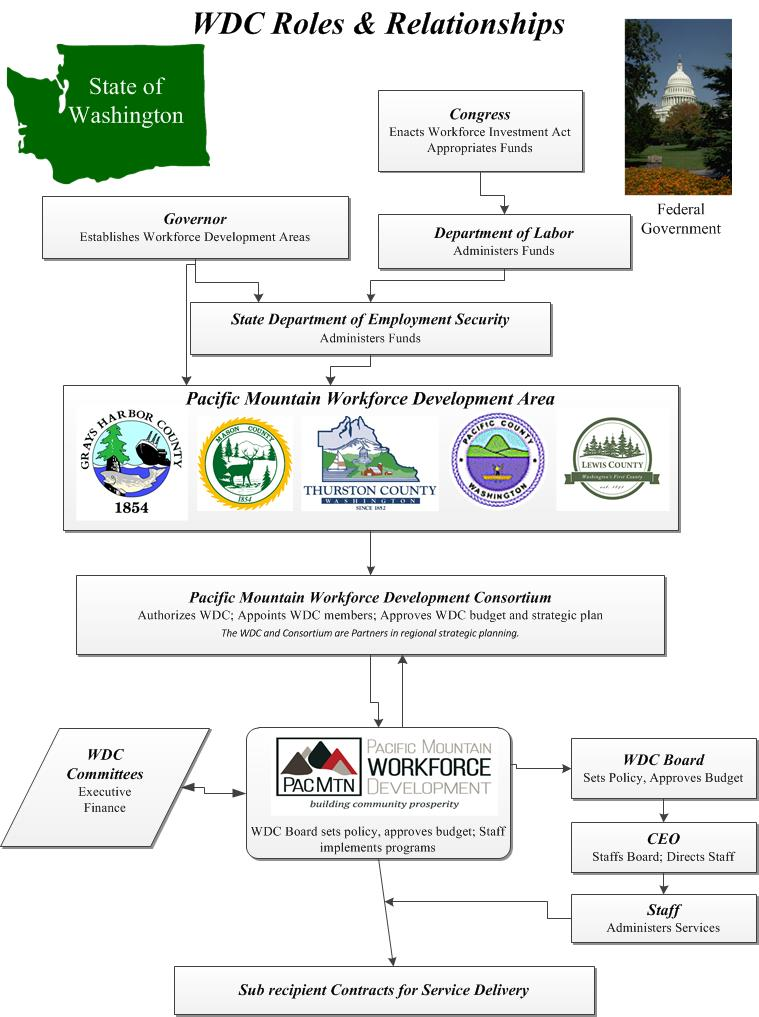 WDC Roles & Relationships
State of
Washington
Congress
Enacts Workforce Investment Act
Appropriates Funds
Federal
Government
Governor
Establishes Workforce Development Areas
Department of Labor
Administers Funds
State Department of Employment Security
Administers Funds
Pacific Mountain Workforce Development Area
GRAYS HARBOR COUNTY
1854
MASON COUNTY
1854
THURSTON COUNTY
WASHINGTON
SINCE 1852
PACIFIC COUNTY
WASHINGTON
LEWIS COUNTY
Washington's First County
Pacific Mountain Workforce Development Consortium
Authorizes WDC; Appoints WDC members; Approves WDC budget and strategic plan
The WDC and Consortium are Partners in regional strategic planning.
WDC
Committees
Executive
Finance
PACMTN
PACIFIC MOUNTAIN
WORKFORCE
DEVELOPMENT
building community prosperity
WDC Board sets policy, approves budget; Staff
implements programs
WDC Board
Sets Policy, Approves Budget
CEO
Staffs Board; Directs Staff
Staff
Administers Services
Sub recipient Contracts for Service Delivery